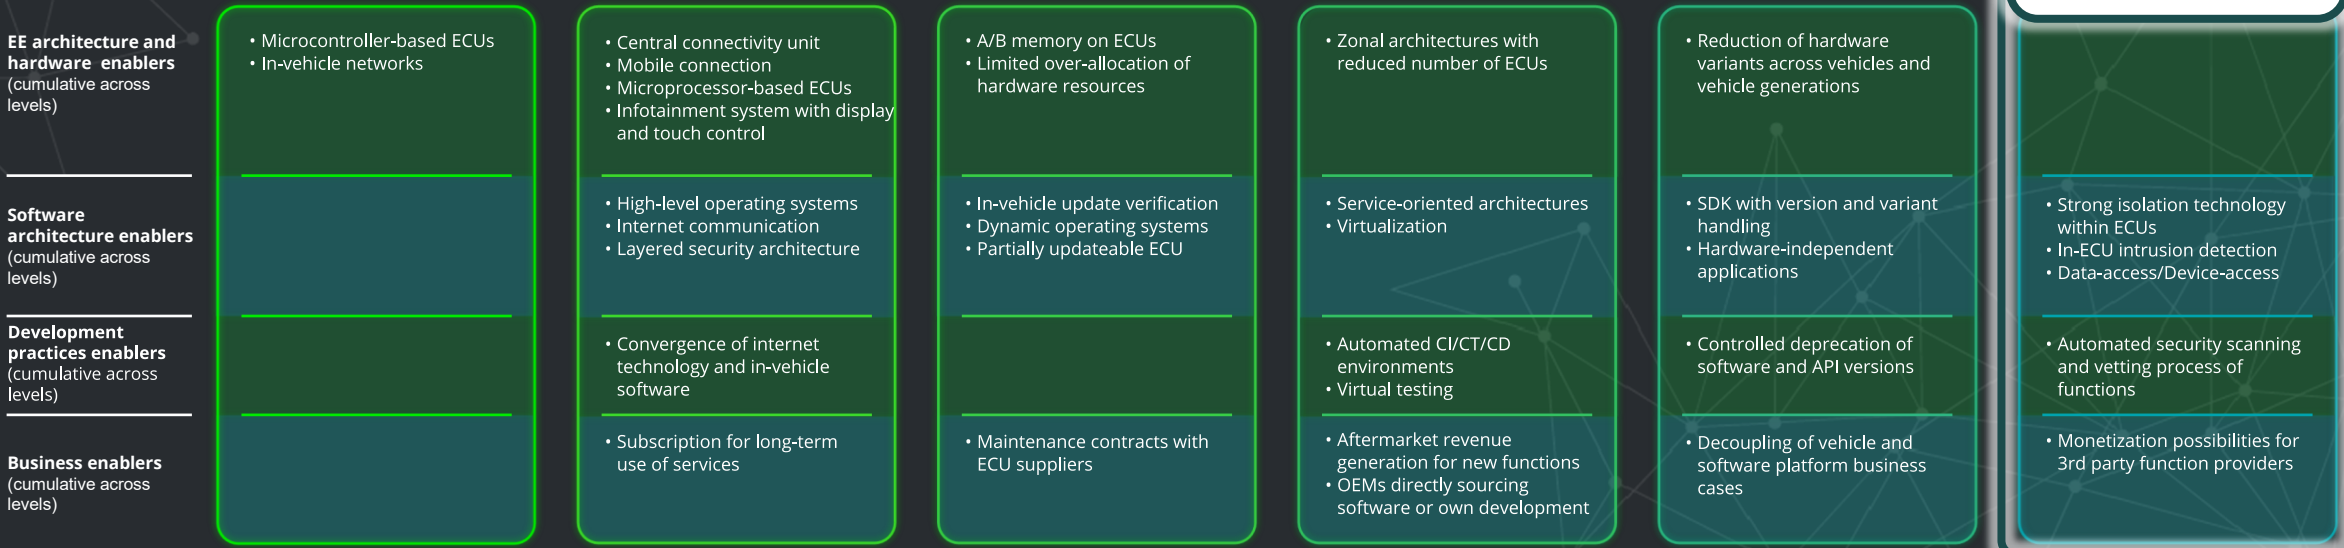 EE architecture and
hardware enablers
(cumulative across
levels)
• Microcontroller-based ECUs
• In-vehicle networks
• Central connectivity unit
• Mobile connection
• Microprocessor-based ECUs
• Infotainment system with display
and touch control
• A/B memory on ECUs
• Limited over-allocation of
hardware resources
• Zonal architectures with
reduced number of ECUs
• Reduction of hardware
variants across vehicles and
vehicle generations
Software
architecture enablers
(cumulative across
levels)
• High-level operating systems
• Internet communication
• Layered security architecture
• In-vehicle update verification
• Dynamic operating systems
• Partially updateable ECU
• Service-oriented architectures
• Virtualization
• SDK with version and variant
handling
• Hardware-independent
applications
• Strong isolation technology
within ECUs
• In-ECU intrusion detection
• Data-access/Device-access
Development
practices enablers
(cumulative across
levels)
• Convergence of internet
technology and in-vehicle
software
• Automated CI/CT/CD
environments
• Virtual testing
• Controlled deprecation of
software and API versions
• Automated security scanning
and vetting process of
functions
Business enablers
(cumulative across
levels)
• Subscription for long-term
use of services
• Maintenance contracts with
ECU suppliers
• Aftermarket revenue
generation for new functions
• OEMs directly sourcing
software or own development
• Decoupling of vehicle and
software platform business
cases
• Monetization possibilities for
3rd party function providers